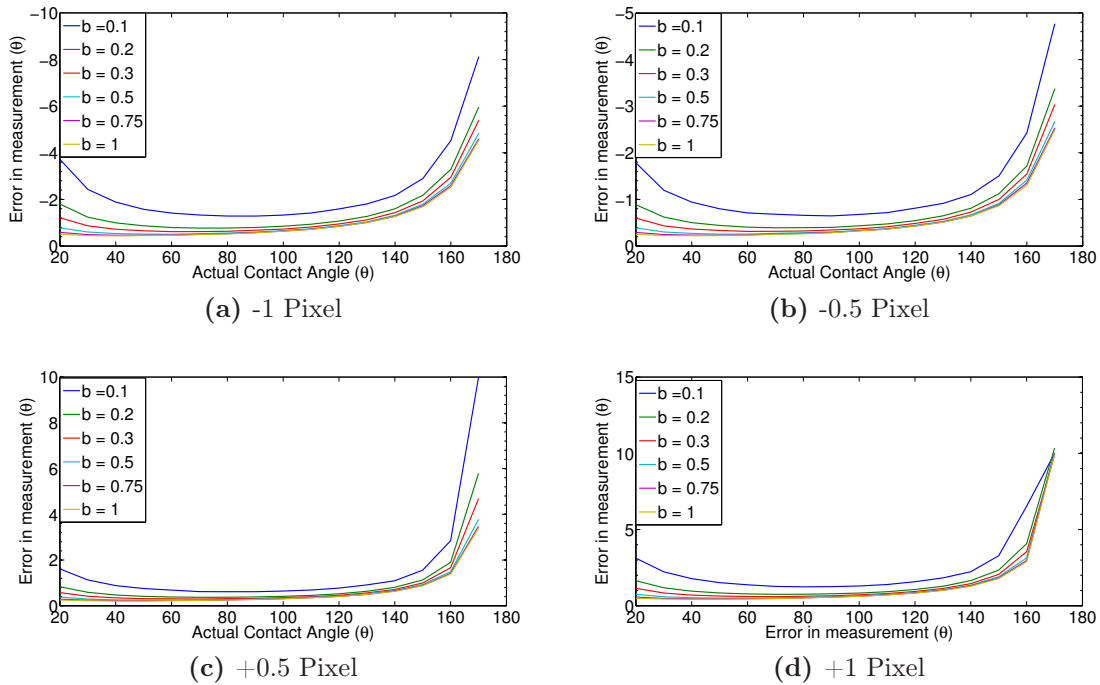 −10
−8
−6
−4
−2
0
20 40 60 80 100 120 140 160 180
Error in measurement (θ)
Actual Contact Angle (θ)
b =0.1
b = 0.2
b = 0.3
b = 0.5
b = 0.75
b = 1
(a) -1 Pixel
−5
−3
−2
−1
0
20 40 60 80 100 120 140 160 180
Error in measurement (θ)
Actual Contact Angle (θ)
b =0.1
b = 0.2
b = 0.3
b = 0.5
b = 0.75
b = 1
(b) -0.5 Pixel
10
8
6
4
2
0
20 40 60 80 100 120 140 160 180
Error in measurement (θ)
Actual Contact Angle (θ)
b =0.1
b = 0.2
b = 0.3
b = 0.5
b = 0.75
b = 1
(c) +0.5 Pixel
15
10
5
0
20 40 60 80 100 120 140 160 180
Error in measurement (θ)
Error in measurement (θ)
b =0.1
b = 0.2
b = 0.3
b = 0.5
b = 0.75
b = 1
(d) +1 Pixel